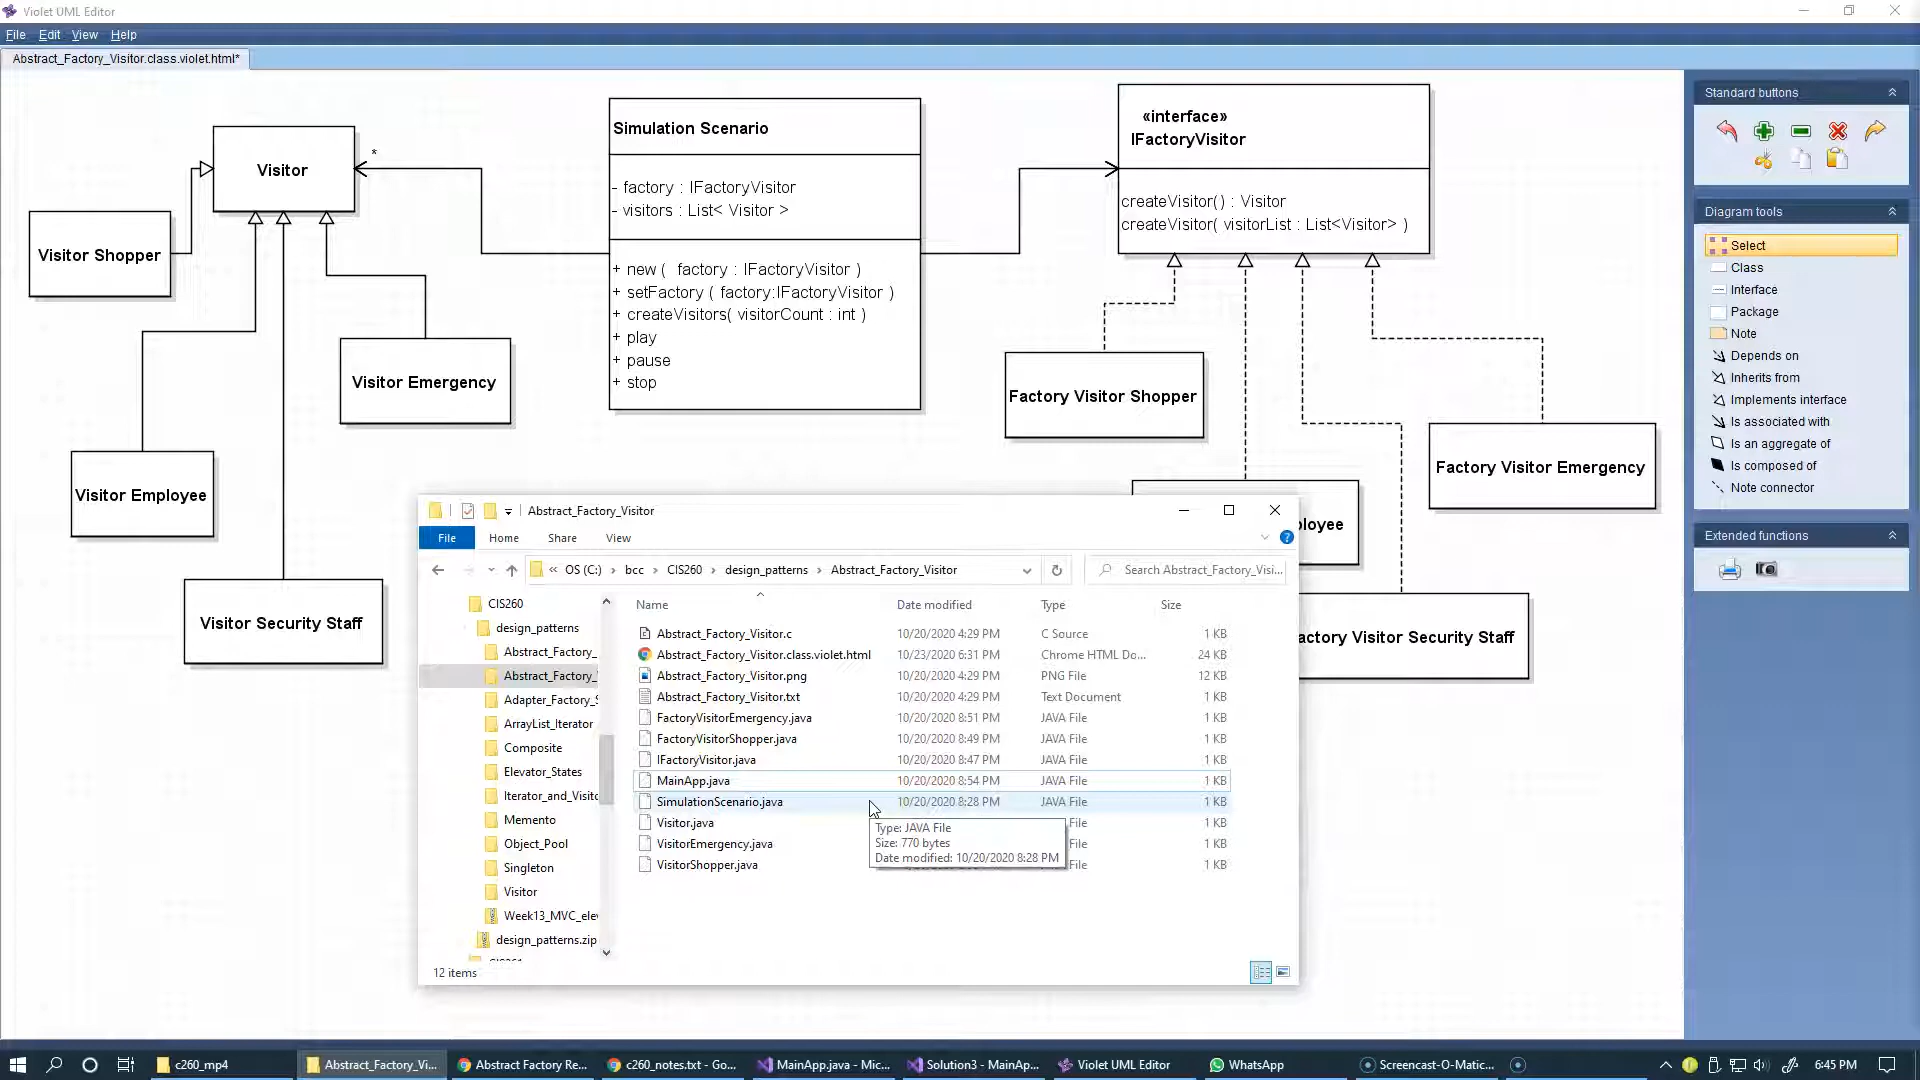 Violet UML Editor
File Edit View Help
Abstract_Factory_Visitor.class.violet.html*
Visitor
*
Visitor Shopper
Visitor Emergency
Visitor Employee
Visitor Security Staff
Simulation Scenario
- factory : IFactoryVisitor
- visitors : List< Visitor >
+ new ( factory : IFactoryVisitor )
+ setFactory ( factory:IFactoryVisitor )
+ createVisitors( visitorCount : int )
+ play
+ pause
+ stop
«interface»
IFactoryVisitor
createVisitor() : Visitor
createVisitor( visitorList : List<Visitor> )
Factory Visitor Shopper
Factory Visitor Emergency
ployee
actory Visitor Security Staff
Standard buttons
Diagram tools
Select
Class
Interface
Package
Note
Depends on
Inherits from
Implements interface
Is associated with
Is an aggregate of
Is composed of
Note connector
Extended functions
Abstract_Factory_Visitor
File Home Share View
« OS (C:) › bcc › CIS260 › design_patterns › Abstract_Factory_Visitor
Search Abstract_Factory_Visi...
CIS260
design_patterns
Abstract_Factory_
Abstract_Factory_
Adapter_Factory_S
ArrayList_Iterator
Composite
Elevator_States
Iterator_and_Visito
Memento
Object_Pool
Singleton
Visitor
Week13_MVC_elev
design_patterns.zip
Name Date modified Type Size
Abstract_Factory_Visitor.c 10/20/2020 4:29 PM C Source 1 KB
Abstract_Factory_Visitor.class.violet.html 10/23/2020 6:31 PM Chrome HTML Do... 24 KB
Abstract_Factory_Visitor.png 10/20/2020 4:29 PM PNG File 12 KB
Abstract_Factory_Visitor.txt 10/20/2020 4:29 PM Text Document 1 KB
FactoryVisitorEmergency.java 10/20/2020 8:51 PM JAVA File 1 KB
FactoryVisitorShopper.java 10/20/2020 8:49 PM JAVA File 1 KB
IFactoryVisitor.java 10/20/2020 8:47 PM JAVA File 1 KB
MainApp.java 10/20/2020 8:54 PM JAVA File 1 KB
SimulationScenario.java 10/20/2020 8:28 PM JAVA File 1 KB
Visitor.java File 1 KB
VisitorEmergency.java File 1 KB
VisitorShopper.java File 1 KB
Type: JAVA File
Size: 770 bytes
Date modified: 10/20/2020 8:28 PM
12 items
c260_mp4
Abstract_Factory_Vi...
Abstract Factory Re...
c260_notes.txt - Go...
MainApp.java - Mic...
Solution3 - MainAp...
Violet UML Editor
WhatsApp
Screencast-O-Matic...
6:45 PM